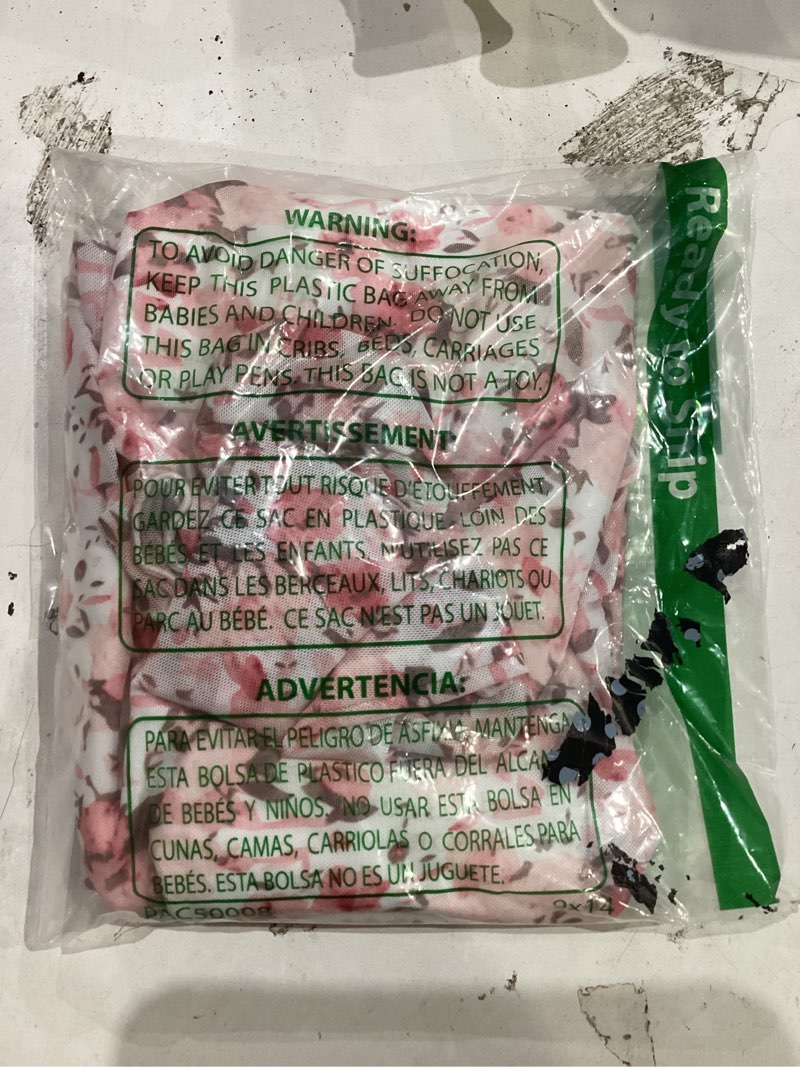 WARNING:
TO AVOID DANGER OF SUFFOCATION,
KEEP THIS PLASTIC BAG AWAY FROM
BABIES AND CHILDREN. DO NOT USE
THIS BAG IN CRIBS, BEDS, CARRIAGES
OR PLAY PENS. THIS BAG IS NOT A TOY.
AVERTISSEMENT:
POUR EVITER TOUT RISQUE D'ETOUFFEMENT,
GARDEZ CE SAC EN PLASTIQUE LOIN DES
BÉBÉS ET LES ENFANTS. N'UTILISEZ PAS CE
SAC DANS LES BERCEAUX, LITS, CHARIOTS OU
PARC AU BÉBÉ. CE SAC N'EST PAS UN JOUET.
ADVERTENCIA:
PARA EVITAR EL PELIGRO DE ASFIXIA, MANTENGA
ESTA BOLSA DE PLASTICO FUERA DEL ALCAN
DE BEBÉS Y NIÑOS. NO USAR ESTA BOLSA EN
CUNAS, CAMAS, CARRIOLAS O CORRALES PARA
BEBÉS. ESTA BOLSA NO ES UN JUGUETE.
PAC50008 9x14
Ready to Ship